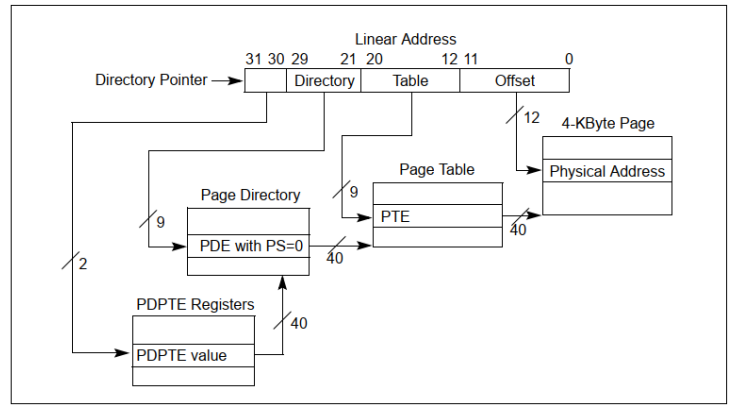 Linear Address
31 30 29 21 20 12 11 0
Directory Pointer Directory Table Offset
12
4-KByte Page
Physical Address
Page Table
9
PTE
40
Page Directory
9
PDE with PS=0
40
2
PDPTE Registers
40
PDPTE value